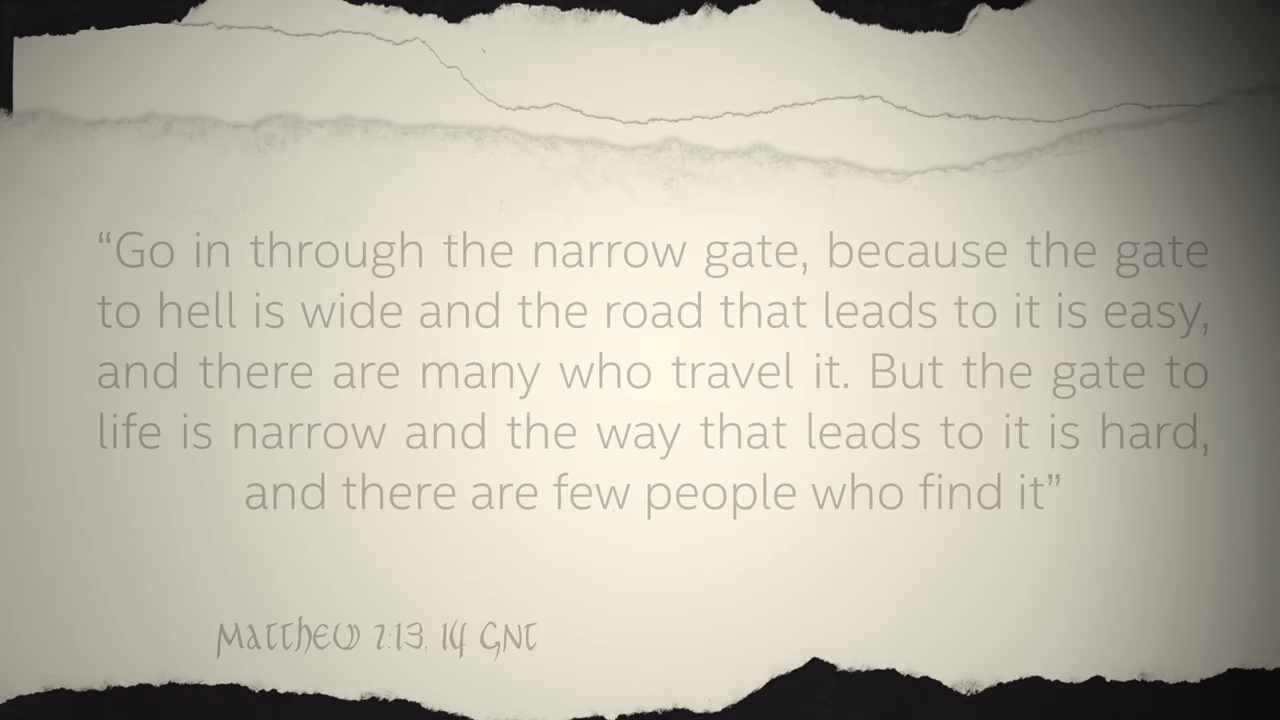 “Go in through the narrow gate, because the gate
to hell is wide and the road that leads to it is easy,
and there are many who travel it. But the gate to
life is narrow and the way that leads to it is hard,
and there are few people who find it”
Matthew 7:13, 14 GNT